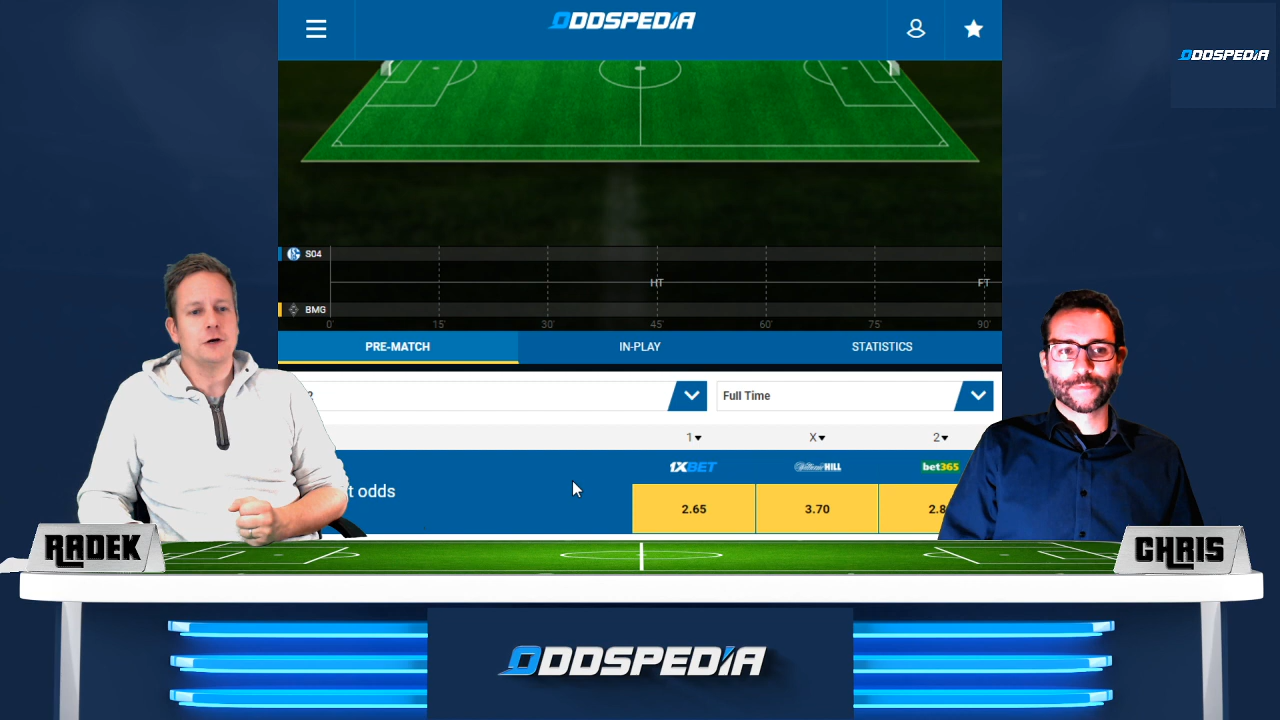 ODDSPEDIA
ODDSPEDIA
S04
HT
FT
BMG
0' 15' 30' 45' 60' 75' 90'
PRE-MATCH IN-PLAY STATISTICS
Full Time
1 X 2
1XBET William HILL bet365
odds
2.65 3.70
RADEK
CHRIS
ODDSPEDIA